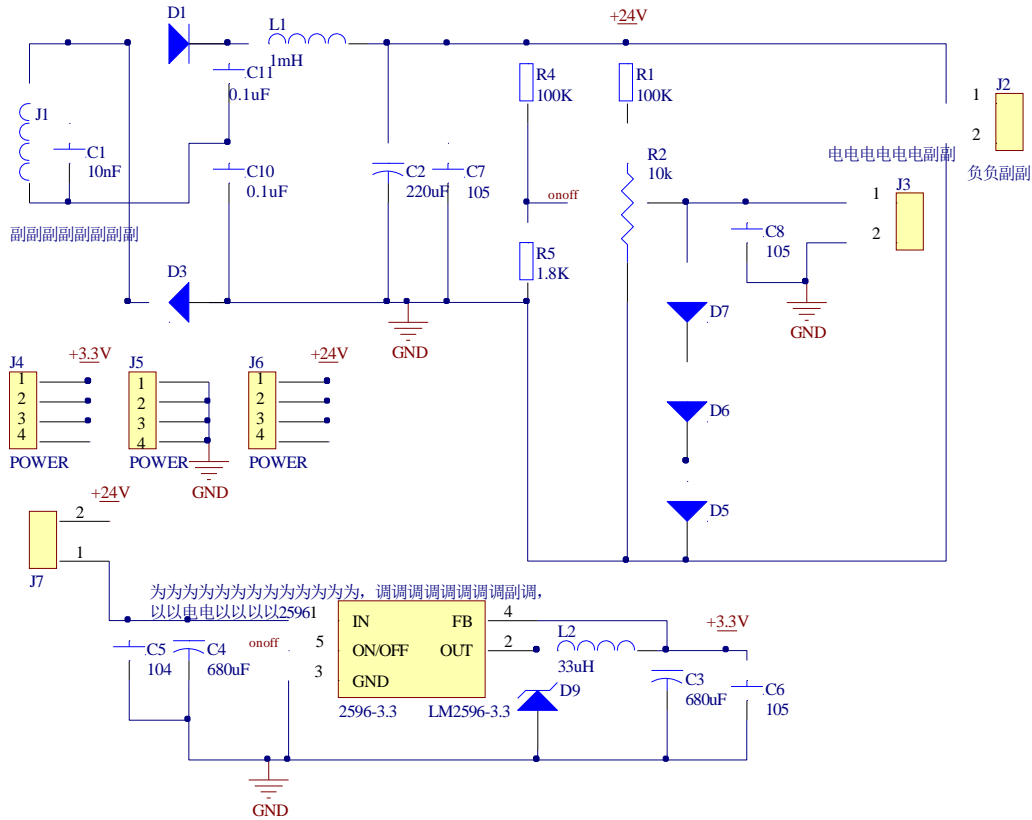 D1
L1
1mH
+24V
C11
0.1uF
R4
100K
R1
100K
J1
C1
10nF
C10
0.1uF
C2
220uF
C7
105
onoff
R2
10k
1
J2
2
电电电电电电副副
负负副副
1
J3
2
副副副副副副副副
D3
R5
1.8K
C8
105
GND
D7
GND
J4
+3.3V
J5
J6
+24V
1
2
3
4
POWER
1
2
3
4
POWER
1
2
3
4
POWER
GND
D6
D5
+24V
2
1
J7
为为为为为为为为为为为为为，调调调调调调调调副调，
以以电电以以以以25961
IN
FB
4
5
ON/OFF
OUT
2
3
GND
2596-3.3
LM2596-3.3
onoff
C5
104
C4
680uF
L2
33uH
D9
+3.3V
C3
680uF
C6
105
GND